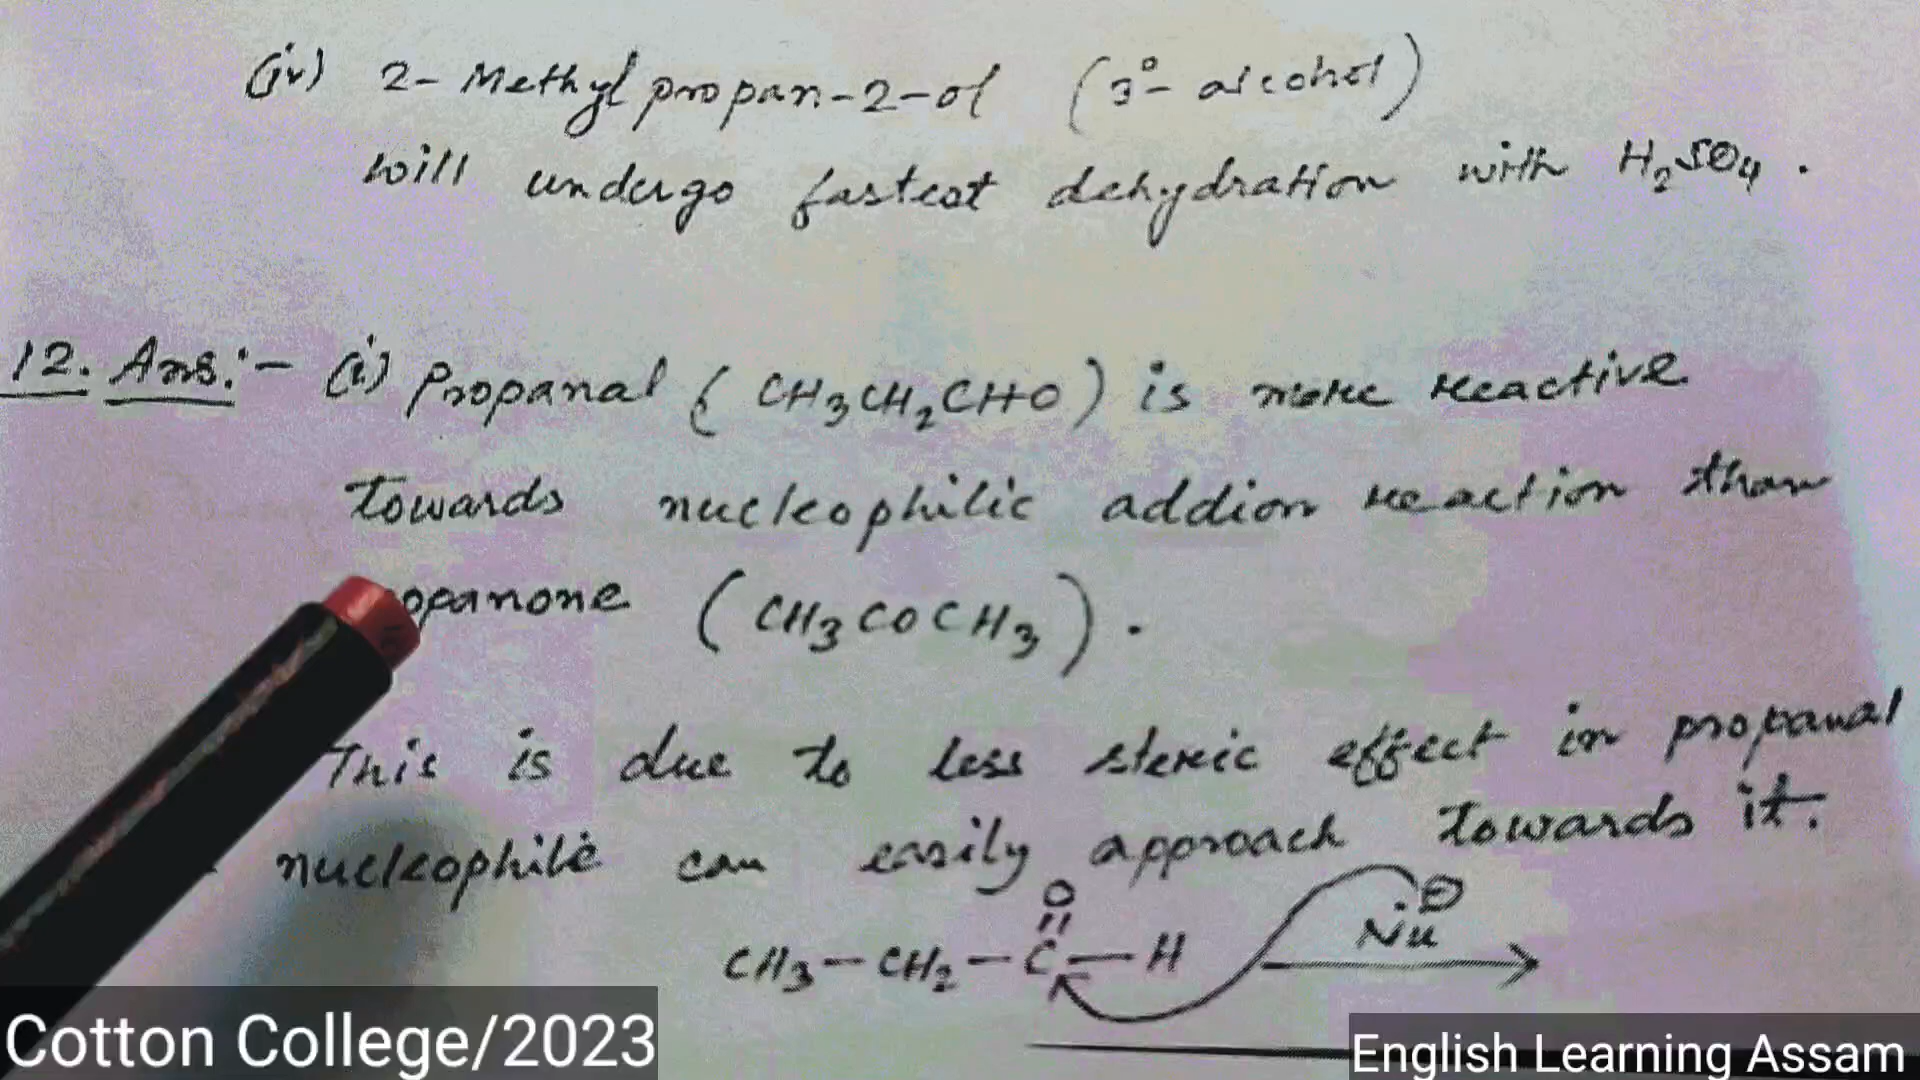 (iv) 2-Methylpropan-2-ol (3°- alcohol)
will undergo fastest dehydration with H₂SO₄.
12. Ans:- (i) Propanal (CH₃CH₂CHO) is more reactive
towards nucleophilic addion reaction than
opanone (CH₃COCH₃).
This is due to less steric effect in propanal
nucleophile can easily approach towards it.
O
||
CH₃-CH₂-C-H Nu⊖
Cotton College/2023
English Learning Assam